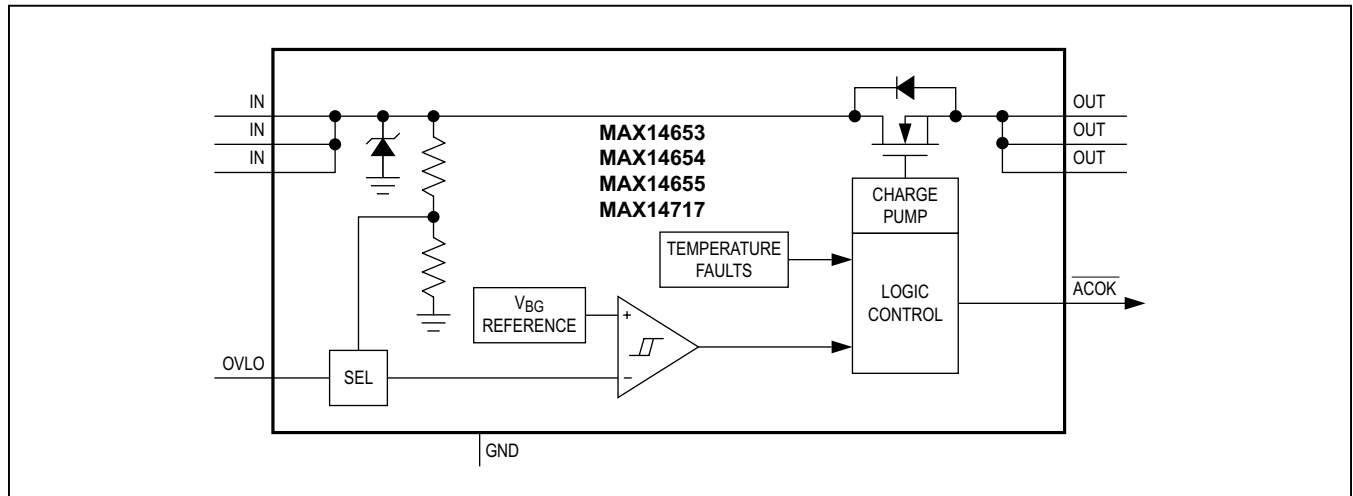 IN
IN
IN
OUT
OUT
OUT
MAX14653
MAX14654
MAX14655
MAX14717
CHARGE
PUMP
TEMPERATURE
FAULTS
LOGIC
CONTROL
ACOK
VBG
REFERENCE
+
−
OVLO
SEL
GND